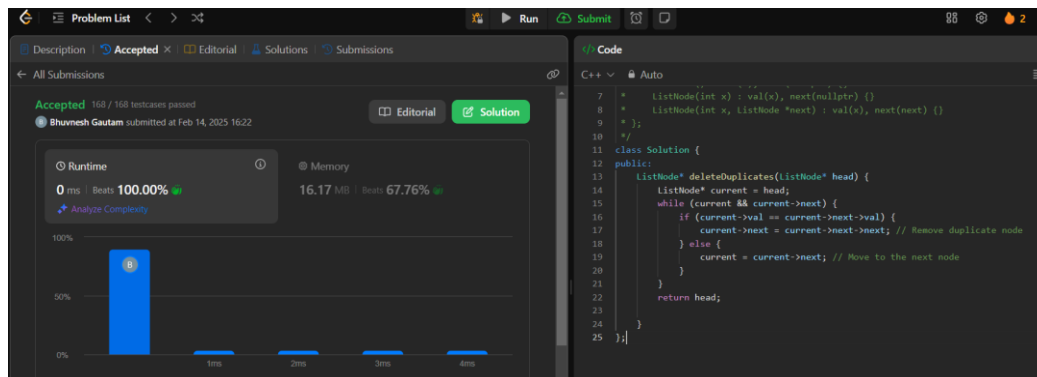 Problem List
Run
Submit
2
Description
Accepted
Editorial
Solutions
Submissions
All Submissions
Accepted 168 / 168 testcases passed
B Bhuvnesh Gautam submitted at Feb 14, 2025 16:22
Editorial
Solution
Runtime
0 ms Beats 100.00%
Analyze Complexity
Memory
16.17 MB Beats 67.76%
100%
50%
0%
B
1ms
2ms
3ms
4ms
</> Code
C++
Auto
7 * ListNode(int x) : val(x), next(nullptr) {}
8 * ListNode(int x, ListNode *next) : val(x), next(next) {}
9 * };
10 */
11 class Solution {
12 public:
13 ListNode* deleteDuplicates(ListNode* head) {
14 ListNode* current = head;
15 while (current && current->next) {
16 if (current->val == current->next->val) {
17 current->next = current->next->next; // Remove duplicate node
18 } else {
19 current = current->next; // Move to the next node
20 }
21 }
22 return head;
23
24 }
25 };